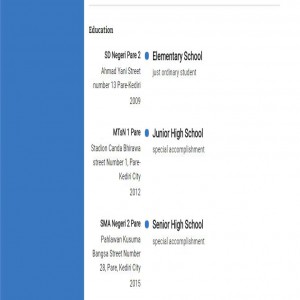 Education
SD Negeri Pare 2
Elementary School
Ahmad Yani Street
just ordinary student
number 13 Pare-Kediri
2009
MTsN 1 Pare
Junior High School
Stadion Canda Bhirawa
special accomplishment
street Number 1, Pare-
Kediri City
2012
SMA Negeri 2 Pare
Senior High School
Pahlawan Kusuma
special accomplishment
Bangsa Street Number
28, Pare, Kediri City
2015